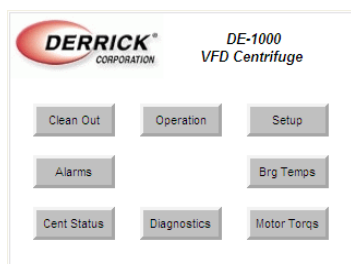 DERRICK®
CORPORATION
DE-1000
VFD Centrifuge
Clean Out
Operation
Setup
Alarms
Brg Temps
Cent Status
Diagnostics
Motor Torqs